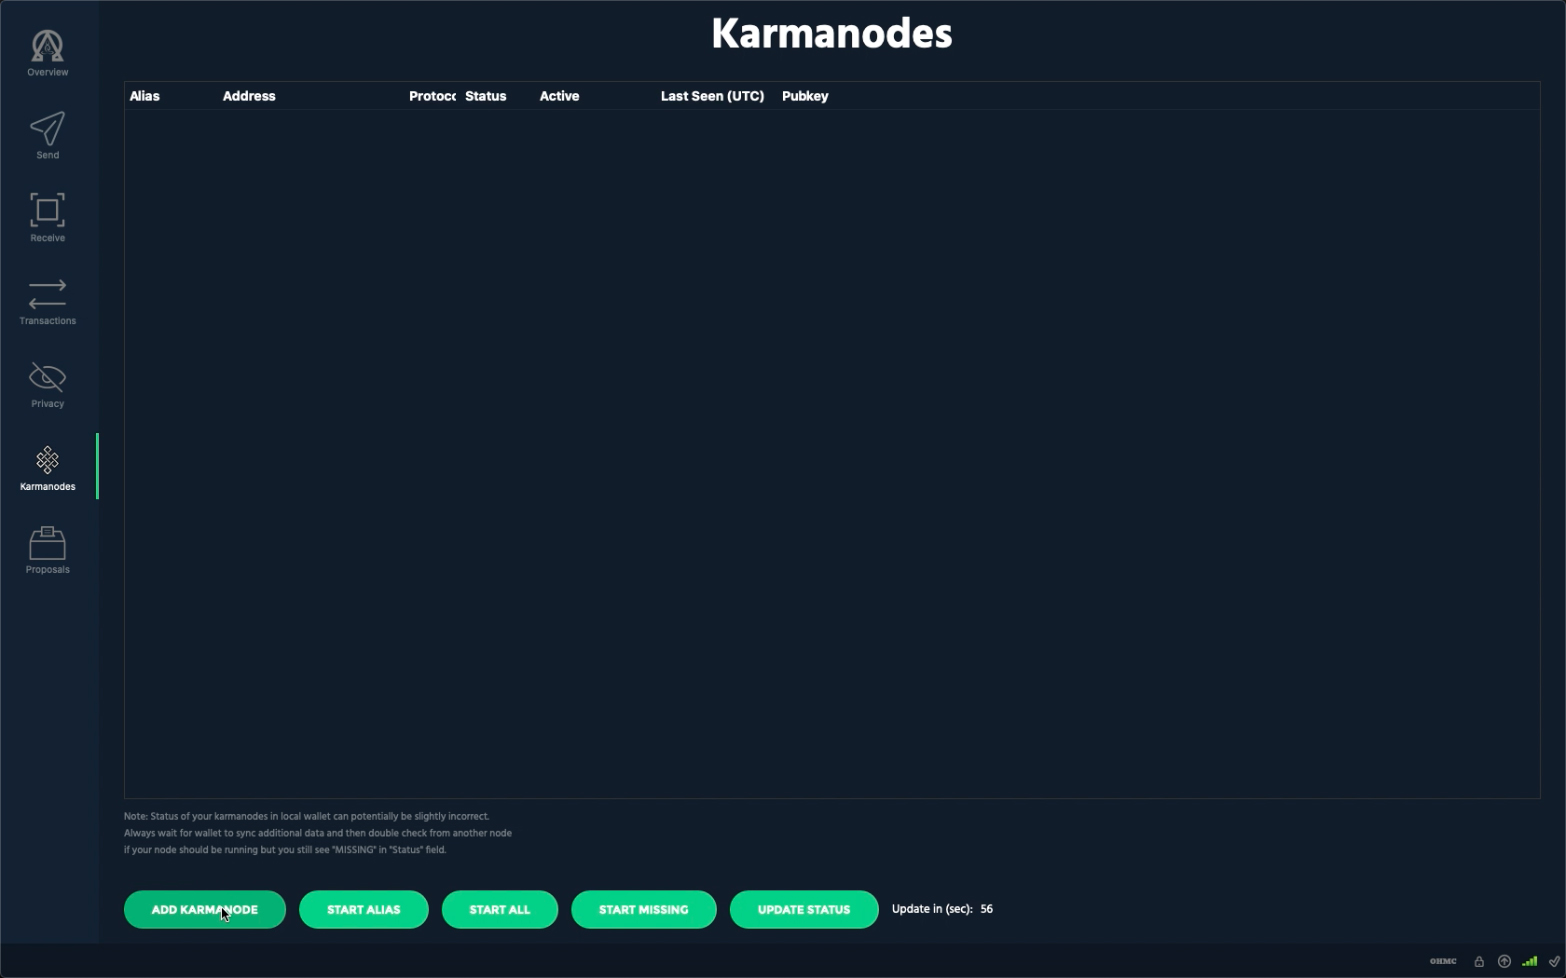 Karmanodes
Overview
Send
Receive
Transactions
Privacy
Karmanodes
Proposals
Alias Address Protoco Status Active Last Seen (UTC) Pubkey
Note: Status of your karmanodes in local wallet can potentially be slightly incorrect.
Always wait for wallet to sync additional data and then double check from another node
if your node should be running but you still see "MISSING" in "Status" field.
ADD KARMANODE START ALIAS START ALL START MISSING UPDATE STATUS Update in (sec): 56
OHMC